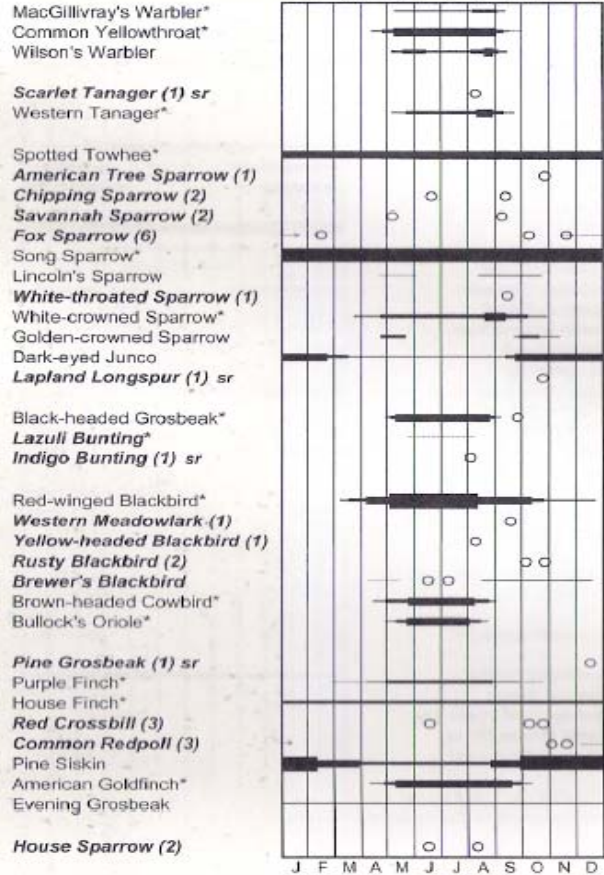 MacGillivray's Warbler*
Common Yellowthroat*
Wilson's Warbler
Scarlet Tanager (1) sr
Western Tanager*
Spotted Towhee*
American Tree Sparrow (1)
Chipping Sparrow (2)
Savannah Sparrow (2)
Fox Sparrow (6)
Song Sparrow*
Lincoln's Sparrow
White-throated Sparrow (1)
White-crowned Sparrow*
Golden-crowned Sparrow
Dark-eyed Junco
Lapland Longspur (1) sr
Black-headed Grosbeak*
Lazuli Bunting*
Indigo Bunting (1) sr
Red-winged Blackbird*
Western Meadowlark (1)
Yellow-headed Blackbird (1)
Rusty Blackbird (2)
Brewer's Blackbird
Brown-headed Cowbird*
Bullock's Oriole*
Pine Grosbeak (1) sr
Purple Finch*
House Finch*
Red Crossbill (3)
Common Redpoll (3)
Pine Siskin
American Goldfinch*
Evening Grosbeak
House Sparrow (2)
J F M A M J J A S O N D